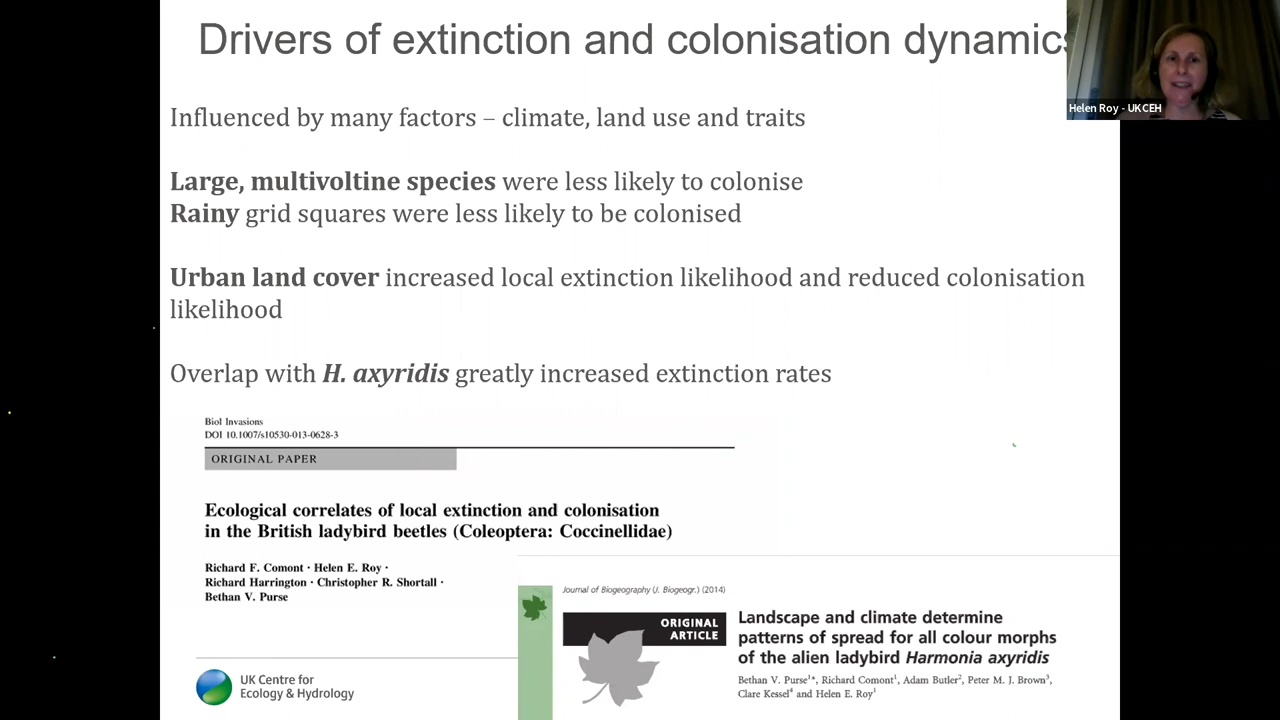 Drivers of extinction and colonisation dynamics
Helen Roy - UKCEH
Influenced by many factors – climate, land use and traits
Large, multivoltine species were less likely to colonise
Rainy grid squares were less likely to be colonised
Urban land cover increased local extinction likelihood and reduced colonisation
likelihood
Overlap with H. axyridis greatly increased extinction rates
Biol Invasions
DOI 10.1007/s10530-013-0628-3
ORIGINAL PAPER
Ecological correlates of local extinction and colonisation
in the British ladybird beetles (Coleoptera: Coccinellidae)
Richard F. Comont · Helen E. Roy ·
Richard Harrington · Christopher R. Shortall ·
Bethan V. Purse
Journal of Biogeography (J. Biogeogr.) (2014)
ORIGINAL
ARTICLE
Landscape and climate determine
patterns of spread for all colour morphs
of the alien ladybird Harmonia axyridis
Bethan V. Purse¹*, Richard Comont¹, Adam Butler², Peter M. J. Brown³,
Clare Kessel⁴ and Helen E. Roy¹
UK Centre for
Ecology & Hydrology